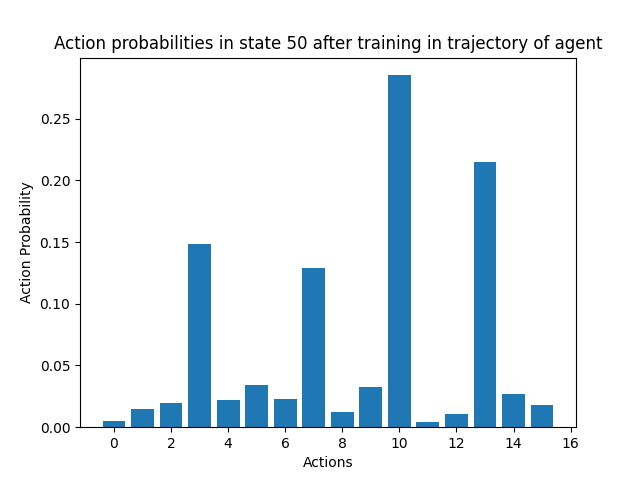 Action probabilities in state 50 after training in trajectory of agent
Action Probability
0.25
0.20
0.15
0.10
0.05
0.00
0 2 4 6 8 10 12 14 16
Actions